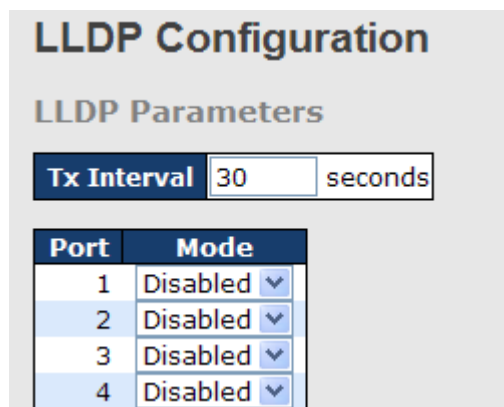 LLDP Configuration
LLDP Parameters
Tx Interval 30 seconds
Port Mode
1 Disabled
2 Disabled
3 Disabled
4 Disabled